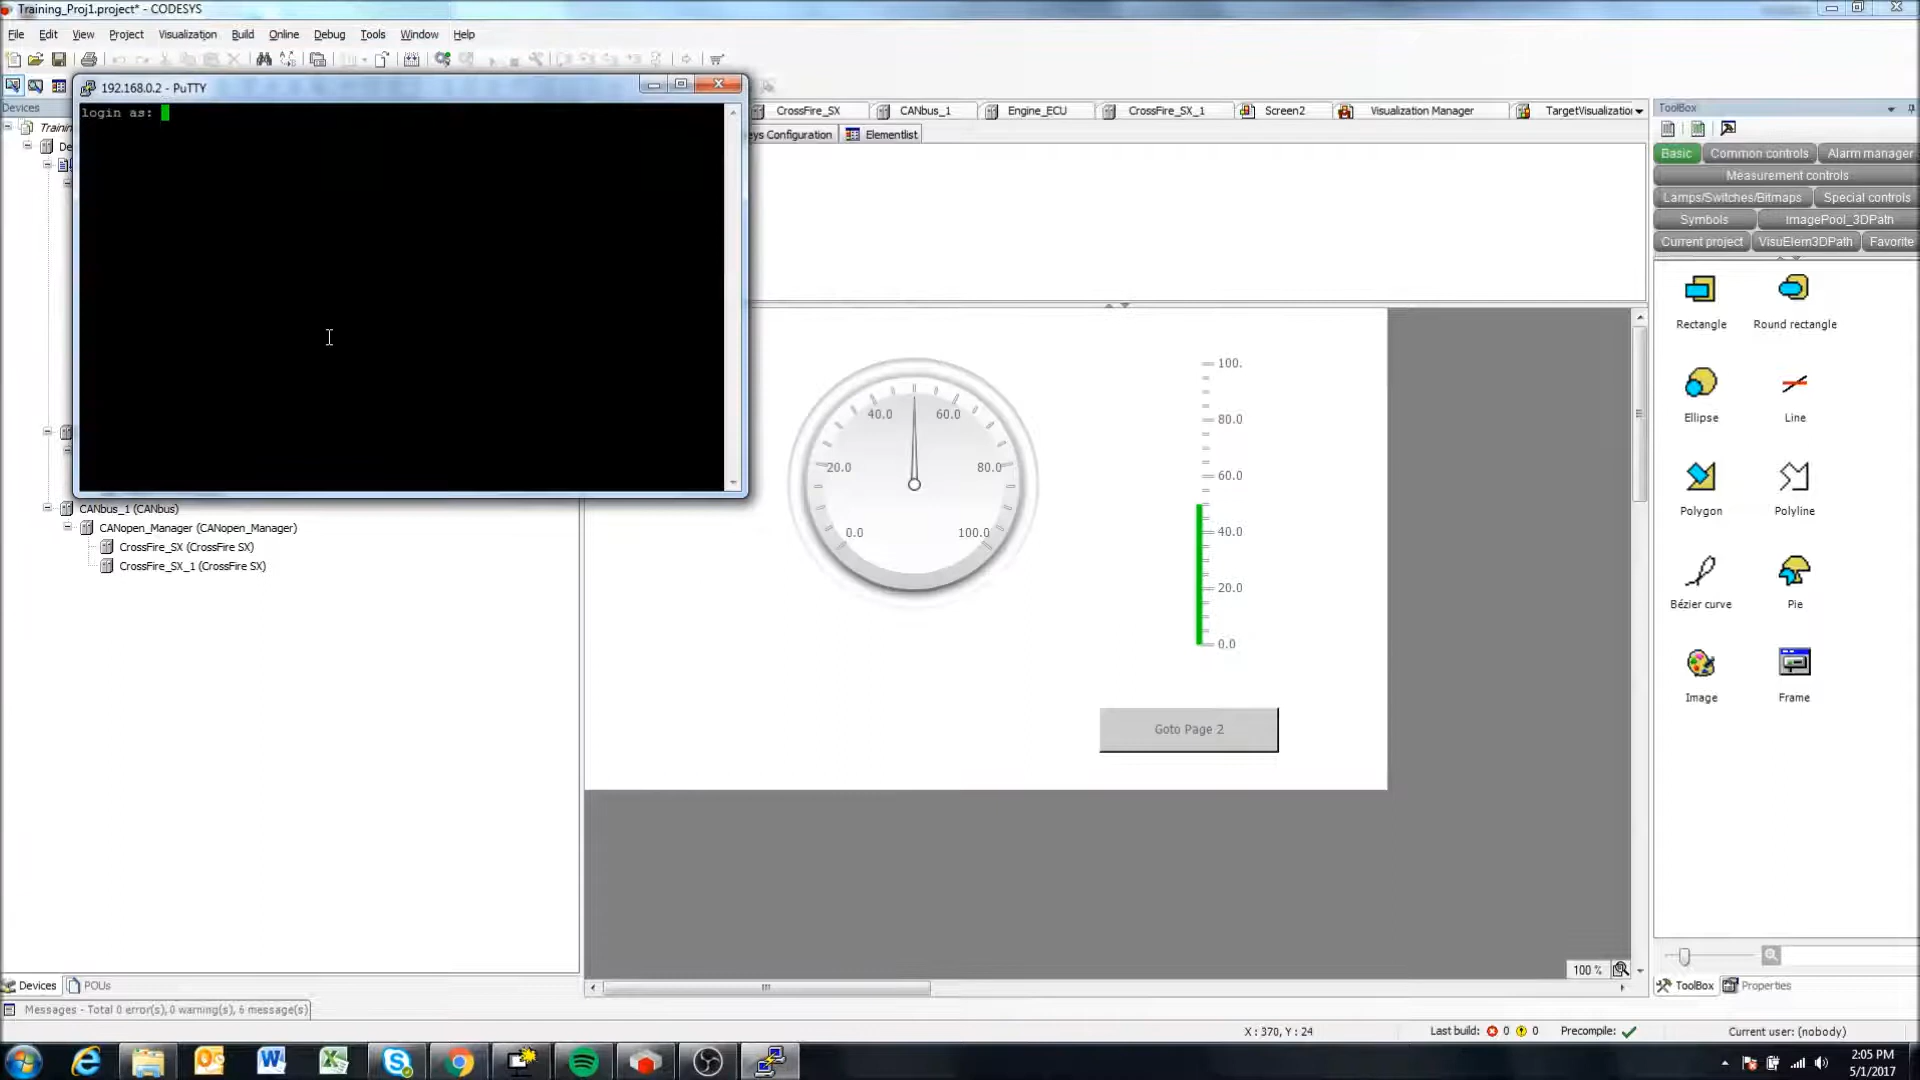 Training_Proj1.project* - CODESYS
File Edit View Project Visualization Build Online Debug Tools Window Help
192.168.0.2 - PuTTY
login as:
Devices
CrossFire_SX CANbus_1 Engine_ECU CrossFire_SX_1 Screen2 Visualization Manager TargetVisualization
Configuration Elementlist
ToolBox
Basic Common controls Alarm manager
Measurement controls
Lamps/Switches/Bitmaps Special controls
Symbols ImagePool_3DPath
Current project VisuElem3DPath Favorite
Rectangle Round rectangle
Ellipse Line
Polygon Polyline
Bézier curve Pie
Image Frame
CANbus_1 (CANbus)
CANopen_Manager (CANopen_Manager)
CrossFire_SX (CrossFire SX)
CrossFire_SX_1 (CrossFire SX)
40.0 60.0
20.0 80.0
0.0 100.0
100.
80.0
60.0
40.0
20.0
0.0
Goto Page 2
100 %
Devices POUs
ToolBox Properties
Messages - Total 0 error(s), 0 warning(s), 6 message(s)
X: 370, Y: 24 Last build: 0 0 Precompile: Current user: (nobody)
2:05 PM
5/1/2017